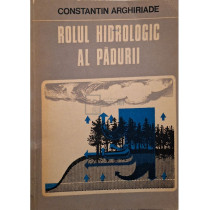 CONSTANTIN ARGHIRIADE
ROLUL HIDROLOGIC
AL PĂDURII